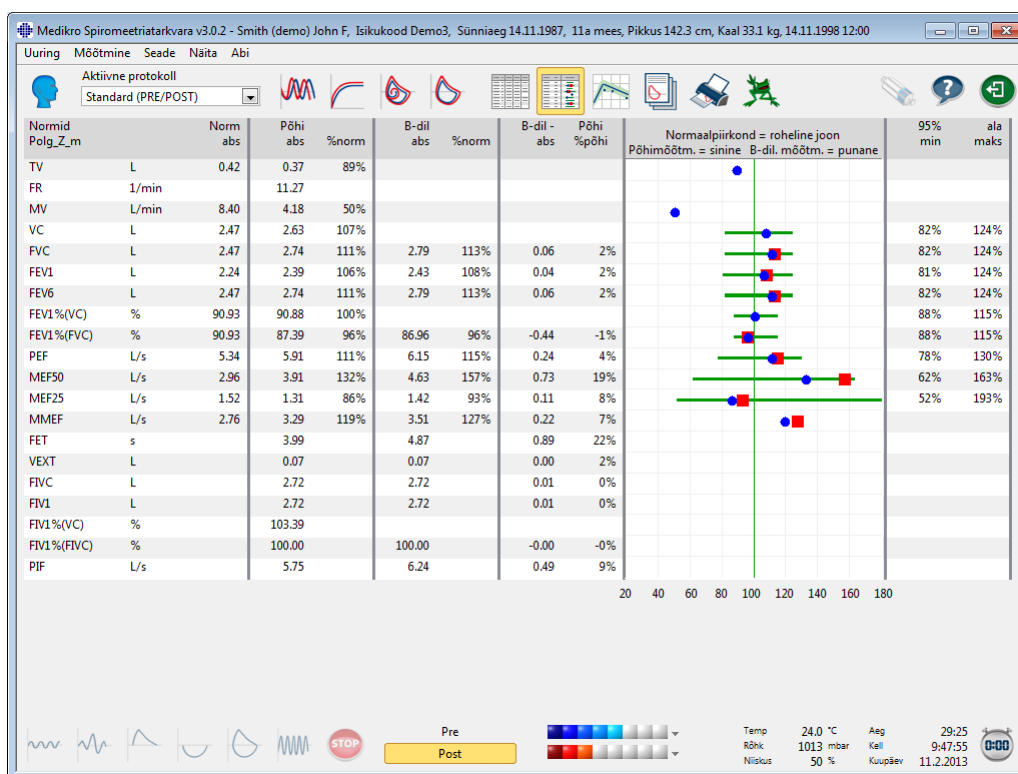 Medikro Spiromeetriatarkvara v3.0.2 - Smith (demo) John F, Isikukood Demo3, Sünniaeg 14.11.1987, 11a mees, Pikkus 142.3 cm, Kaal 33.1 kg, 14.11.1998 12:00
Uuring Mõõtmine Seade Näita Abi
Aktiivne protokoll
Standard (PRE/POST)
Normid Norm Põhi B-dil B-dil - Põhi 95% ala
Polg_Z_m abs abs %norm abs %norm abs %põhi min maks
Normaalpiirkond = roheline joon
Põhimõõtm. = sinine B-dil. mõõtm. = punane
TV L 0.42 0.37 89%
FR 1/min 11.27
MV L/min 8.40 4.18 50%
VC L 2.47 2.63 107% 82% 124%
FVC L 2.47 2.74 111% 2.79 113% 0.06 2% 82% 124%
FEV1 L 2.24 2.39 106% 2.43 108% 0.04 2% 81% 124%
FEV6 L 2.47 2.74 111% 2.79 113% 0.06 2% 82% 124%
FEV1%(VC) % 90.93 90.88 100% 88% 115%
FEV1%(FVC) % 90.93 87.39 96% 86.96 96% -0.44 -1% 88% 115%
PEF L/s 5.34 5.91 111% 6.15 115% 0.24 4% 78% 130%
MEF50 L/s 2.96 3.91 132% 4.63 157% 0.73 19% 62% 163%
MEF25 L/s 1.52 1.31 86% 1.42 93% 0.11 8% 52% 193%
MMEF L/s 2.76 3.29 119% 3.51 127% 0.22 7%
FET s 3.99 4.87 0.89 22%
VEXT L 0.07 0.07 0.00 2%
FIVC L 2.72 2.72 0.01 0%
FIV1 L 2.72 2.72 0.01 0%
FIV1%(VC) % 103.39
FIV1%(FIVC) % 100.00 100.00 -0.00 -0%
PIF L/s 5.75 6.24 0.49 9%
20 40 60 80 100 120 140 160 180
STOP
Pre
Post
Temp 24.0 °C Aeg 29:25
Rõhk 1013 mbar Kell 9:47:55
Niiskus 50 % Kuupäev 11.2.2013
0:00